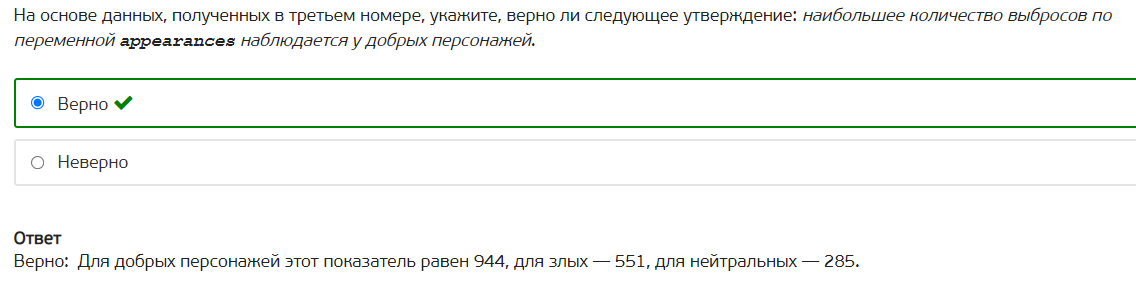 На основе данных, полученных в третьем номере, укажите, верно ли следующее утверждение: наибольшее количество выбросов по
переменной appearances наблюдается у добрых персонажей.
Верно
Неверно
Ответ
Верно: Для добрых персонажей этот показатель равен 944, для злых — 551, для нейтральных — 285.